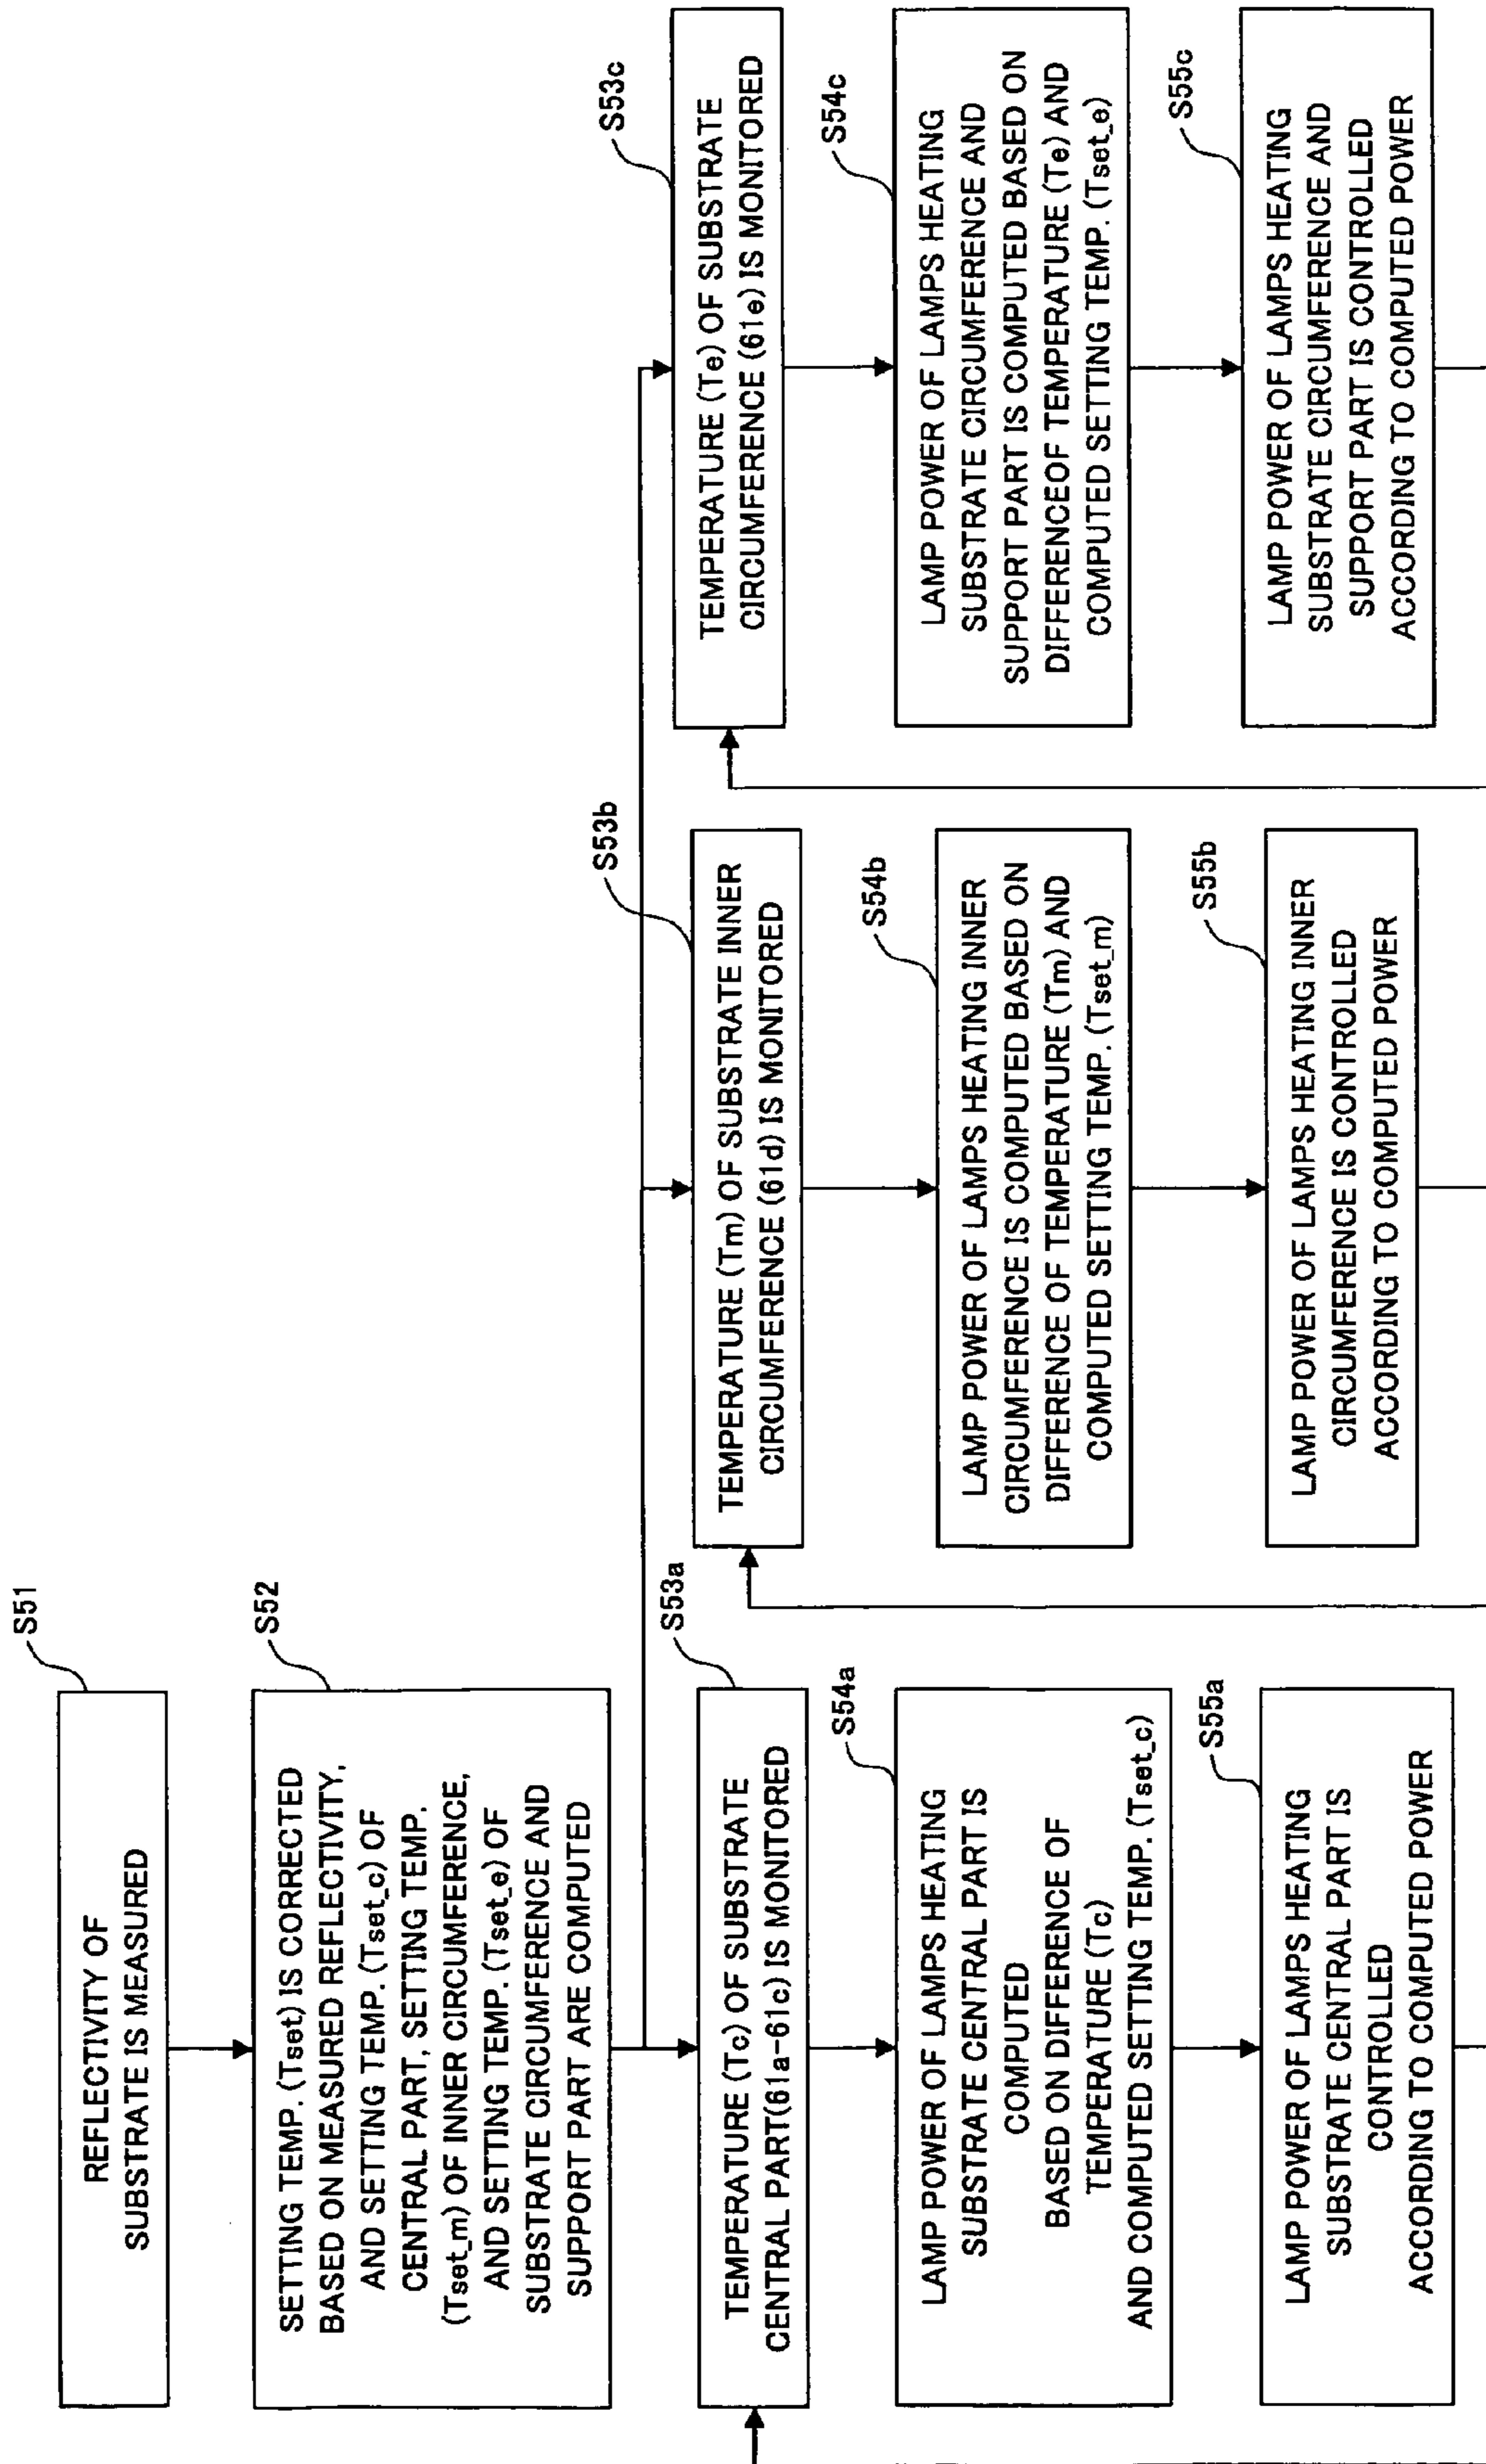 S51
REFLECTIVITY OF
SUBSTRATE IS MEASURED
S52
SETTING TEMP. (Tset) IS CORRECTED
BASED ON MEASURED REFLECTIVITY,
AND SETTING TEMP. (Tset_c) OF
CENTRAL PART, SETTING TEMP.
(Tset_m) OF INNER CIRCUMFERENCE,
AND SETTING TEMP. (Tset_e) OF
SUBSTRATE CIRCUMFERENCE AND
SUPPORT PART ARE COMPUTED
S53a
TEMPERATURE (Tc) OF SUBSTRATE
CENTRAL PART(61a-61c) IS MONITORED
S54a
LAMP POWER OF LAMPS HEATING
SUBSTRATE CENTRAL PART IS
COMPUTED
BASED ON DIFFERENCE OF
TEMPERATURE (Tc)
AND COMPUTED SETTING TEMP. (Tset_c)
S55a
LAMP POWER OF LAMPS HEATING
SUBSTRATE CENTRAL PART IS
CONTROLLED
ACCORDING TO COMPUTED POWER
S53b
TEMPERATURE (Tm) OF SUBSTRATE INNER
CIRCUMFERENCE (61d) IS MONITORED
S54b
LAMP POWER OF LAMPS HEATING INNER
CIRCUMFERENCE IS COMPUTED BASED ON
DIFFERENCE OF TEMPERATURE (Tm) AND
COMPUTED SETTING TEMP. (Tset_m)
S55b
LAMP POWER OF LAMPS HEATING INNER
CIRCUMFERENCE IS CONTROLLED
ACCORDING TO COMPUTED POWER
S53c
TEMPERATURE (Te) OF SUBSTRATE
CIRCUMFERENCE (61e) IS MONITORED
S54c
LAMP POWER OF LAMPS HEATING
SUBSTRATE CIRCUMFERENCE AND
SUPPORT PART IS COMPUTED BASED ON
DIFFERENCEOF TEMPERATURE (Te) AND
COMPUTED SETTING TEMP. (Tset_e)
S55c
LAMP POWER OF LAMPS HEATING
SUBSTRATE CIRCUMFERENCE AND
SUPPORT PART IS CONTROLLED
ACCORDING TO COMPUTED POWER